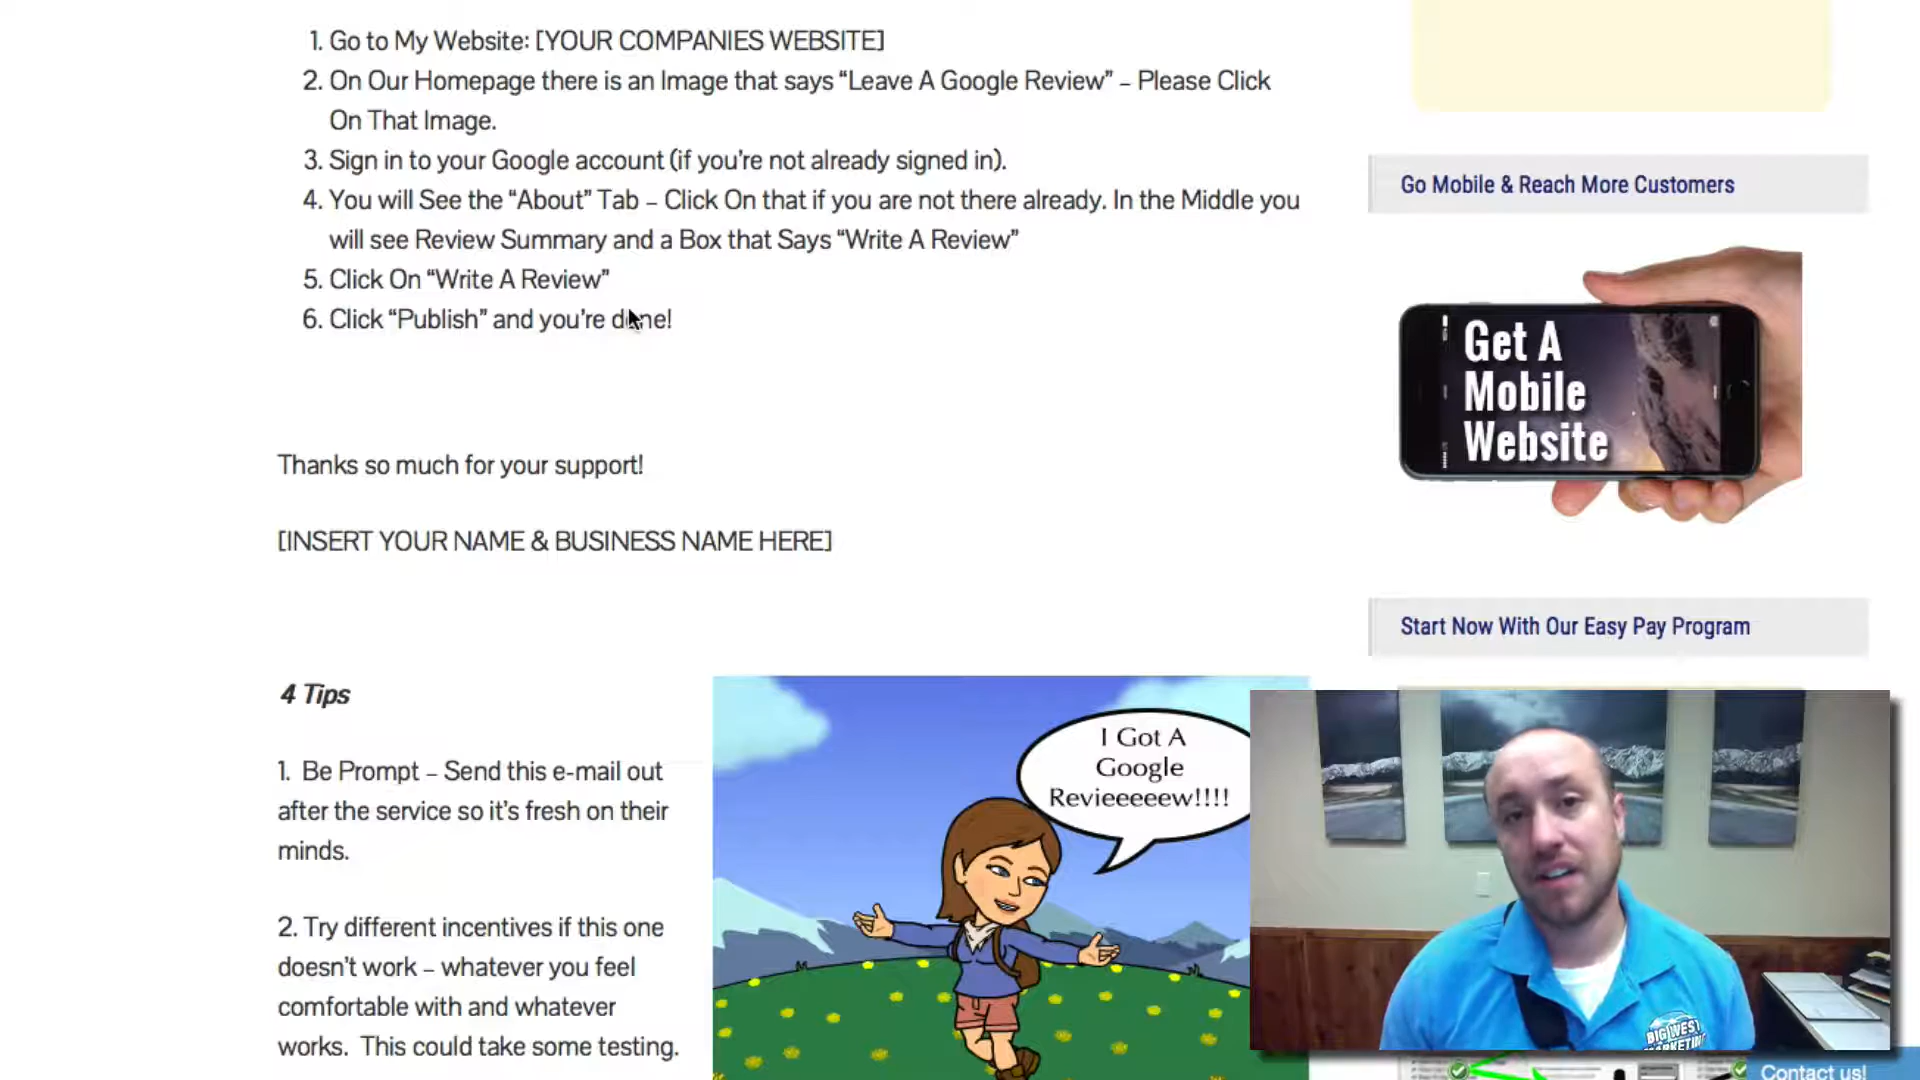 1. Go to My Website: [YOUR COMPANIES WEBSITE]
2. On Our Homepage there is an Image that says “Leave A Google Review” – Please Click
On That Image.
3. Sign in to your Google account (if you’re not already signed in).
4. You will See the “About” Tab – Click On that if you are not there already. In the Middle you
will see Review Summary and a Box that Says “Write A Review”
5. Click On “Write A Review”
6. Click “Publish” and you’re done!
Thanks so much for your support!
[INSERT YOUR NAME & BUSINESS NAME HERE]
4 Tips
1. Be Prompt – Send this e-mail out
after the service so it’s fresh on their
minds.
2. Try different incentives if this one
doesn’t work – whatever you feel
comfortable with and whatever
works. This could take some testing.
I Got A
Google
Revieeeeew!!!!
Go Mobile & Reach More Customers
Get A
Mobile
Website
Start Now With Our Easy Pay Program
BIG WEST
MARKETING
Contact us!